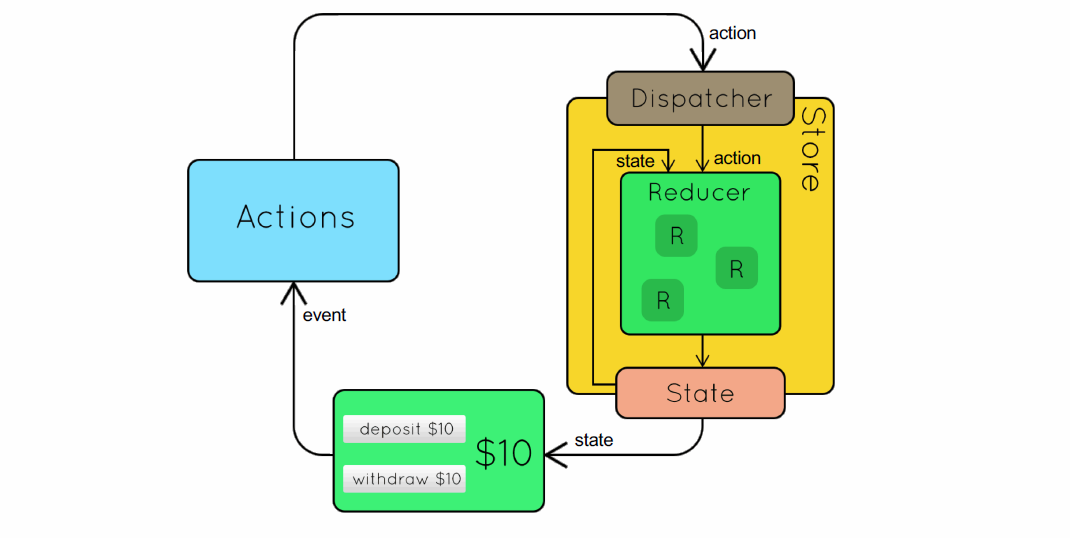 action
Dispatcher
Store
state
action
Reducer
Actions
R
R
R
event
State
deposit $10
$10
state
withdraw $10